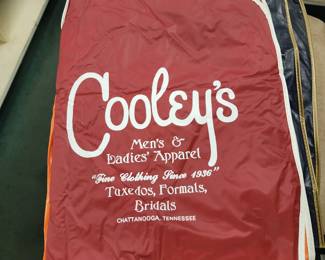 Cooley's
Men's &
Ladies' Apparel
"Fine Clothing Since 1936"
Tuxedos, Formals,
Bridals
CHATTANOOGA, TENNESSEE